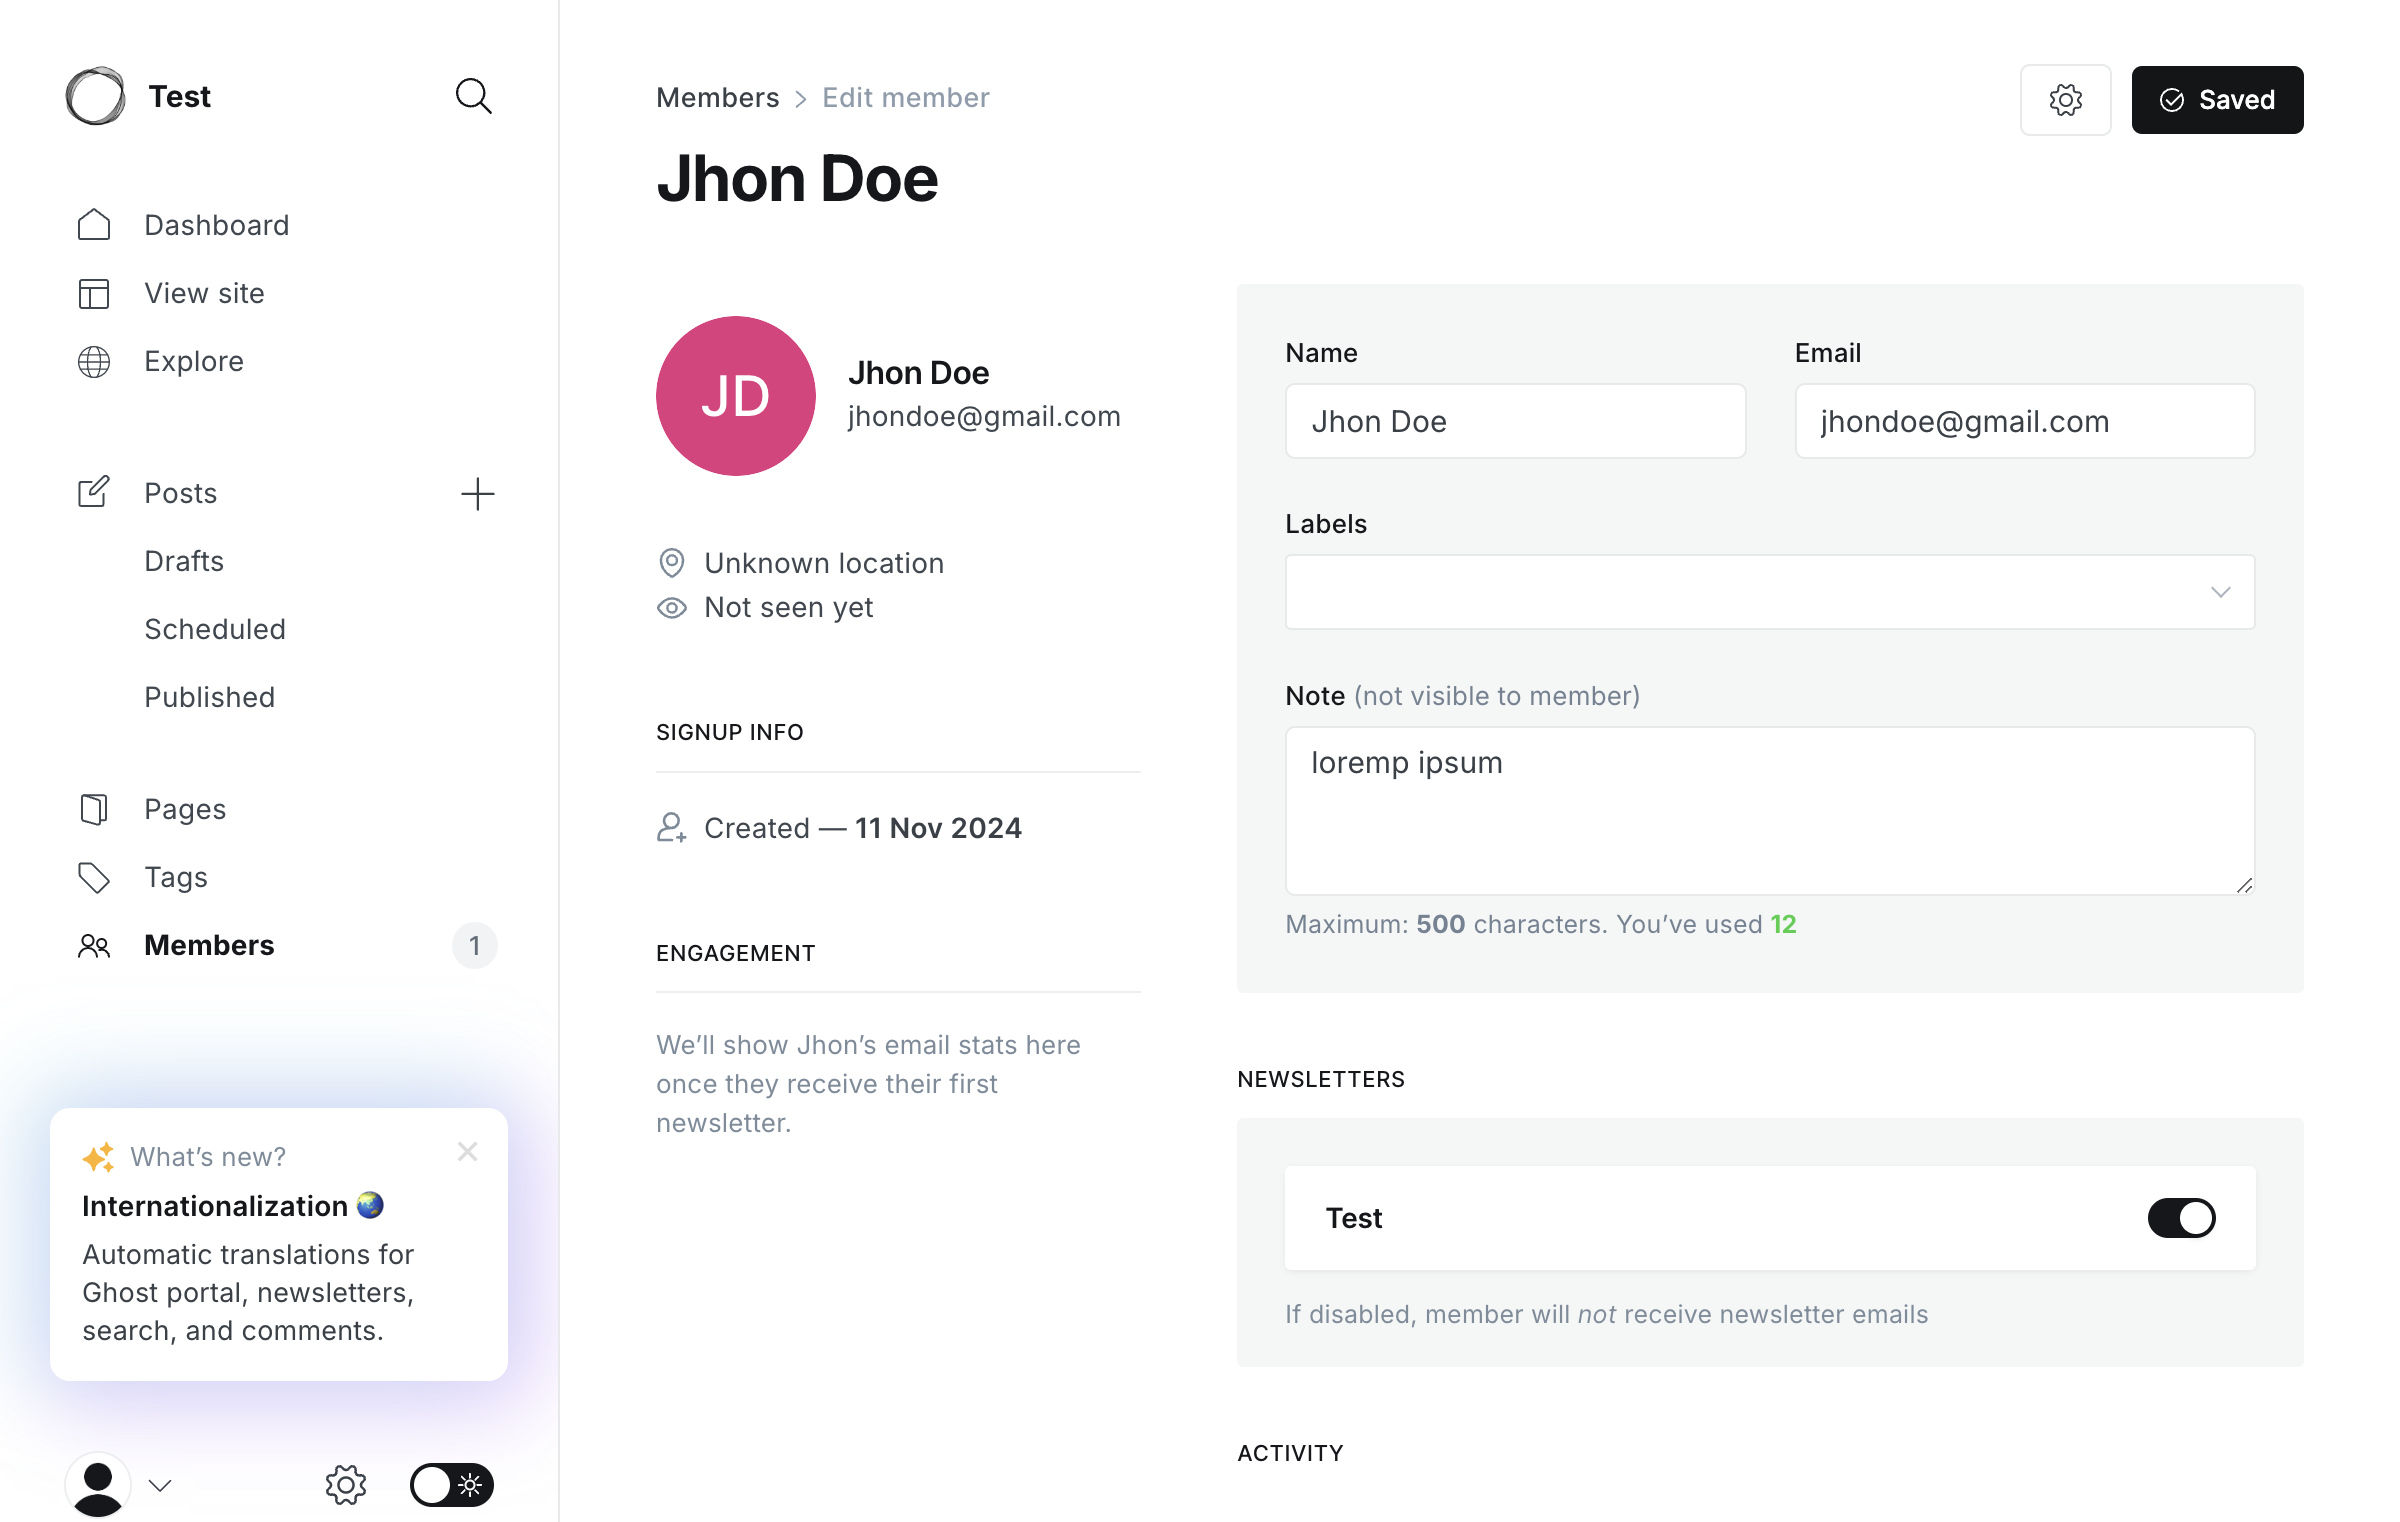 Test
Dashboard
View site
Explore
Posts
Drafts
Scheduled
Published
Pages
Tags
Members 1
What's new?
Internationalization 🌏
Automatic translations for
Ghost portal, newsletters,
search, and comments.
Members > Edit member
Saved
Jhon Doe
JD
Jhon Doe
jhondoe@gmail.com
Unknown location
Not seen yet
SIGNUP INFO
Created — 11 Nov 2024
ENGAGEMENT
We'll show Jhon's email stats here
once they receive their first
newsletter.
Name
Jhon Doe
Email
jhondoe@gmail.com
Labels
Note (not visible to member)
loremp ipsum
Maximum: 500 characters. You've used 12
NEWSLETTERS
Test
If disabled, member will not receive newsletter emails
ACTIVITY